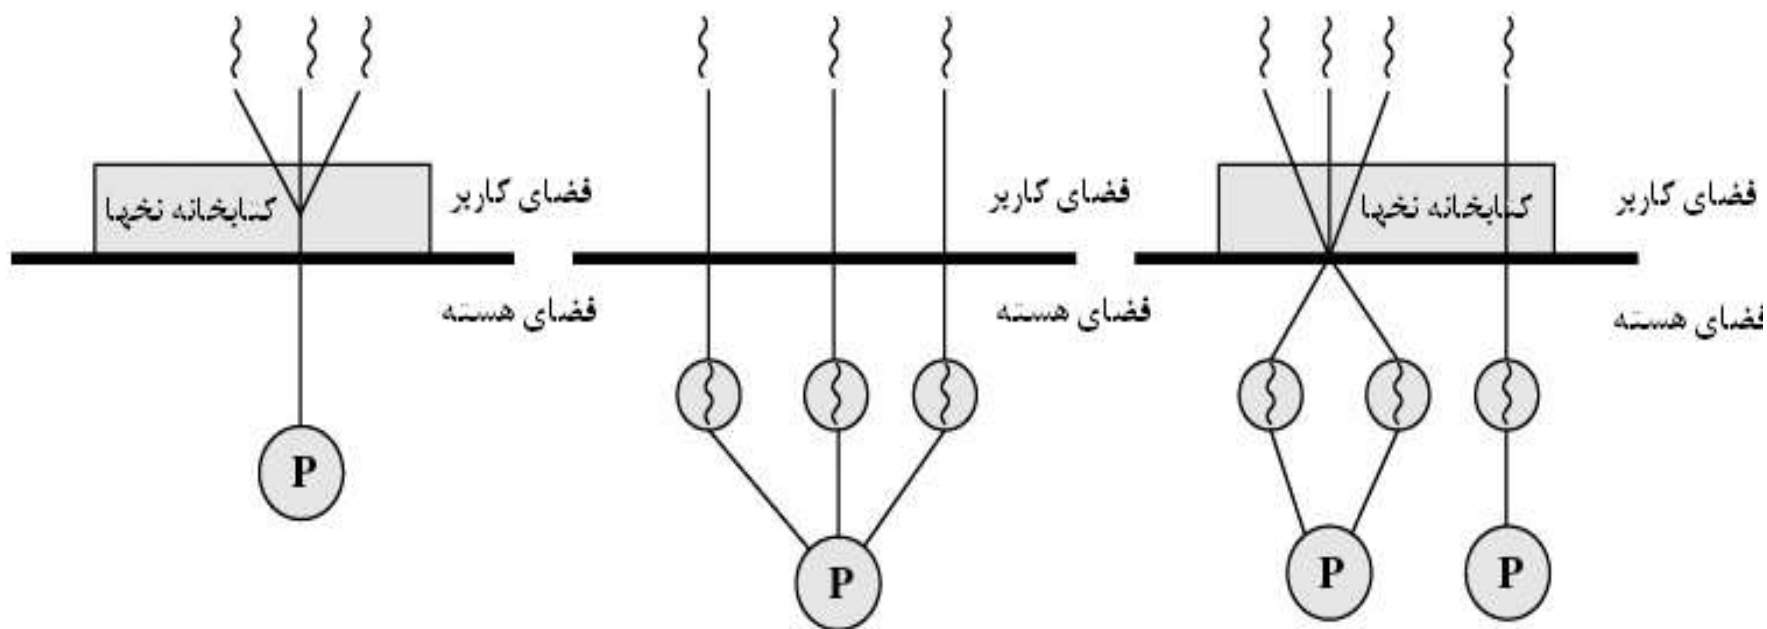 کتابخانه نخها
فضای کاربر
فضای هسته
P
فضای کاربر
فضای هسته
P
کتابخانه نخها
فضای کاربر
فضای هسته
P
P